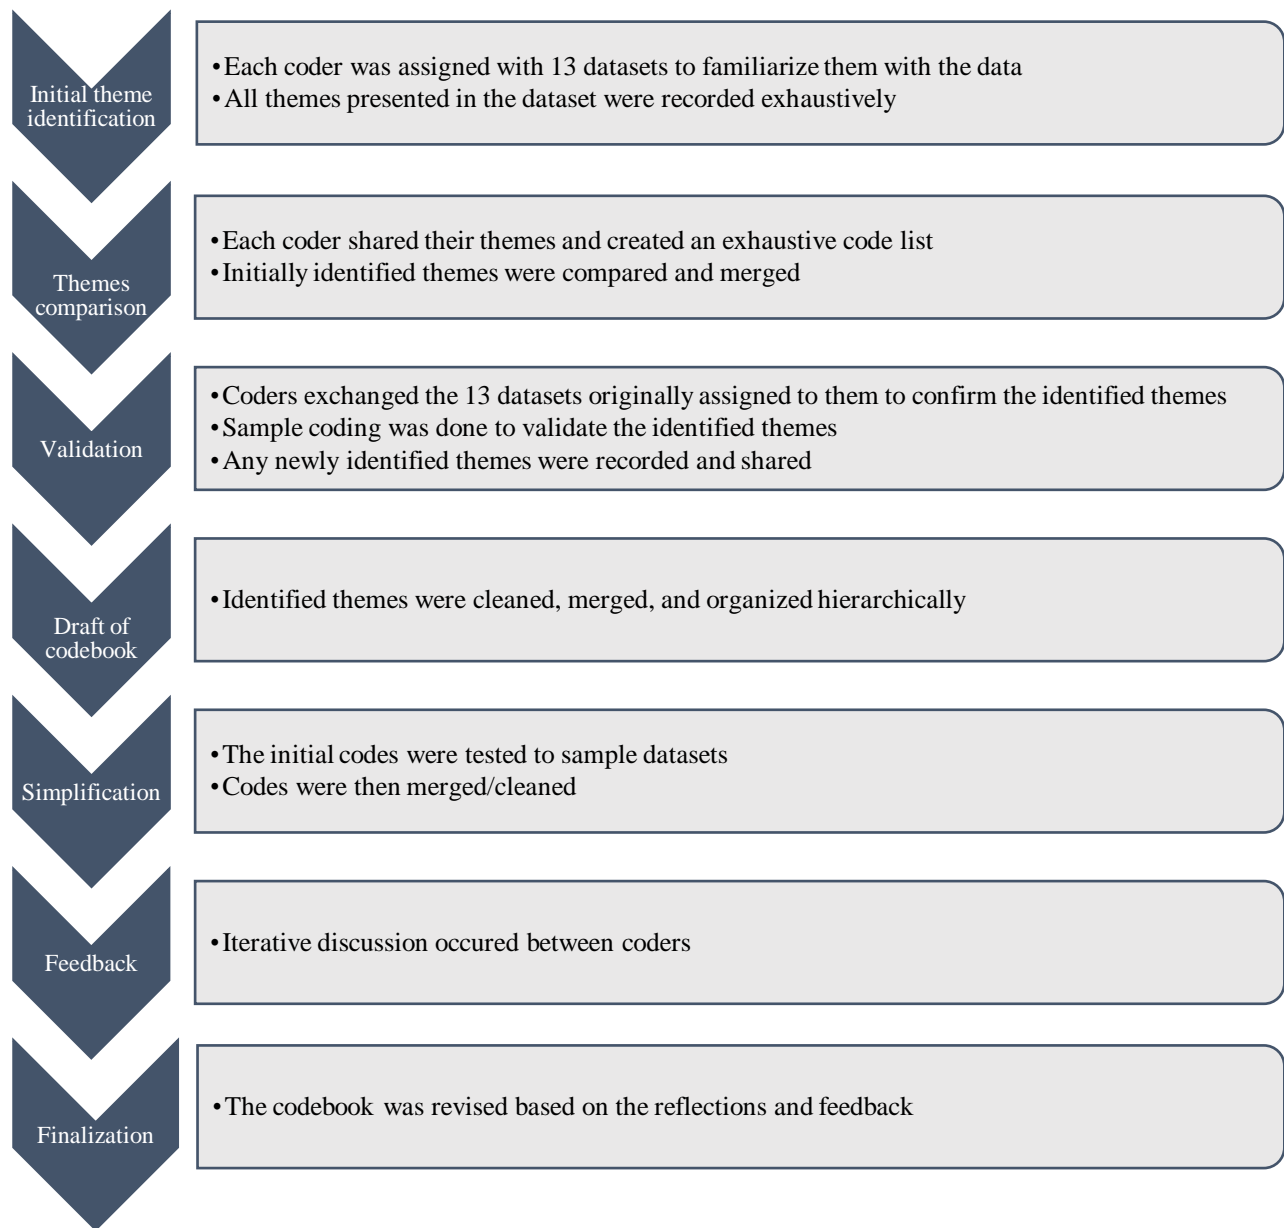 Initial theme
identification
•Each coder was assigned with 13 datasets to familiarize them with the data
•All themes presented in the dataset were recorded exhaustively
Themes
comparison
•Each coder shared their themes and created an exhaustive code list
•Initially identified themes were compared and merged
Validation
•Coders exchanged the 13 datasets originally assigned to them to confirm the identified themes
•Sample coding was done to validate the identified themes
•Any newly identified themes were recorded and shared
Draft of
codebook
•Identified themes were cleaned, merged, and organized hierarchically
Simplification
•The initial codes were tested to sample datasets
•Codes were then merged/cleaned
Feedback
•Iterative discussion occured between coders
Finalization
•The codebook was revised based on the reflections and feedback